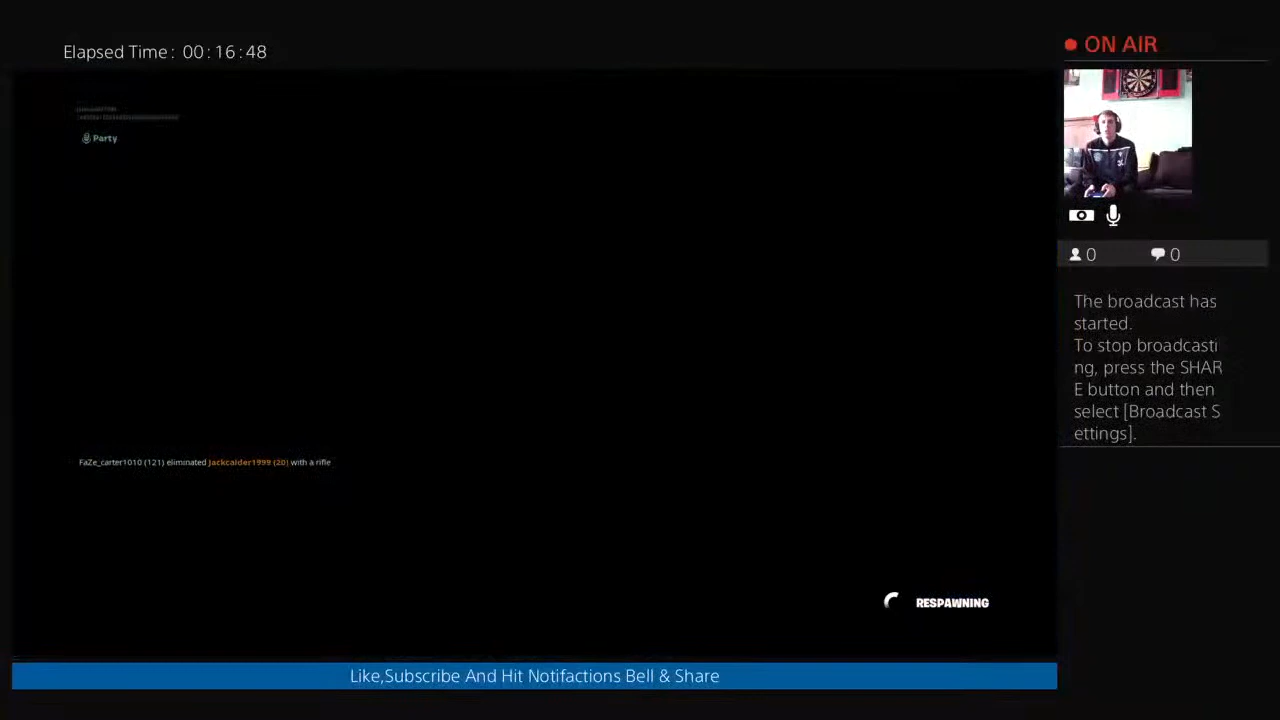 Elapsed Time: 00:16:48
ON AIR
Party
0 0
The broadcast has
started.
To stop broadcasti
ng, press the SHAR
E button and then
select [Broadcast S
ettings].
FaZe_carter1010 (121) eliminated Jackcalder1999 (20) with a rifle
RESPAWNING
Like,Subscribe And Hit Notifactions Bell & Share